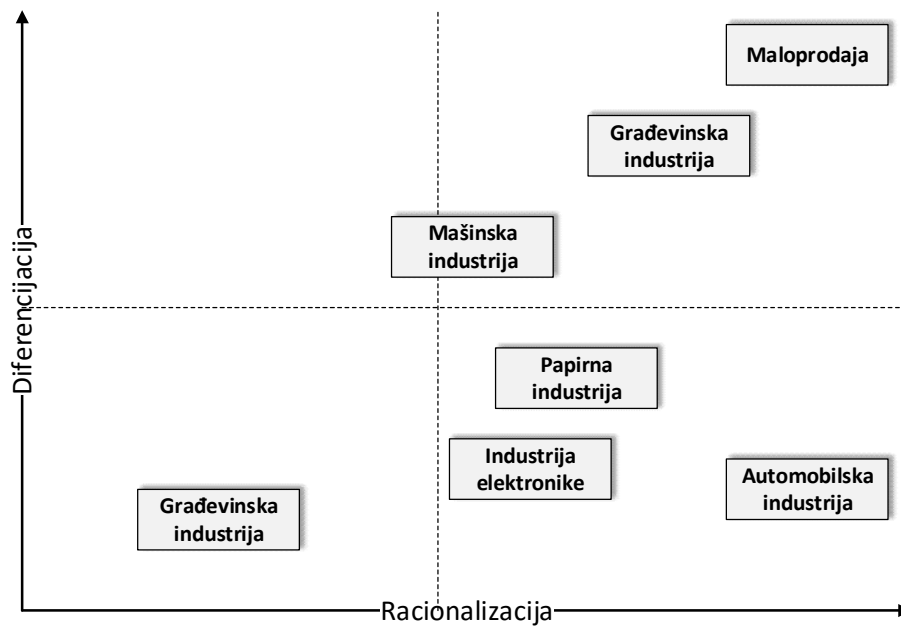 Maloprodaja
Građevinska
industrija
Mašinska
industrija
Diferencijacija
Papirna
industrija
Industrija
elektronike
Automobilska
industrija
Građevinska
industrija
Racionalizacija